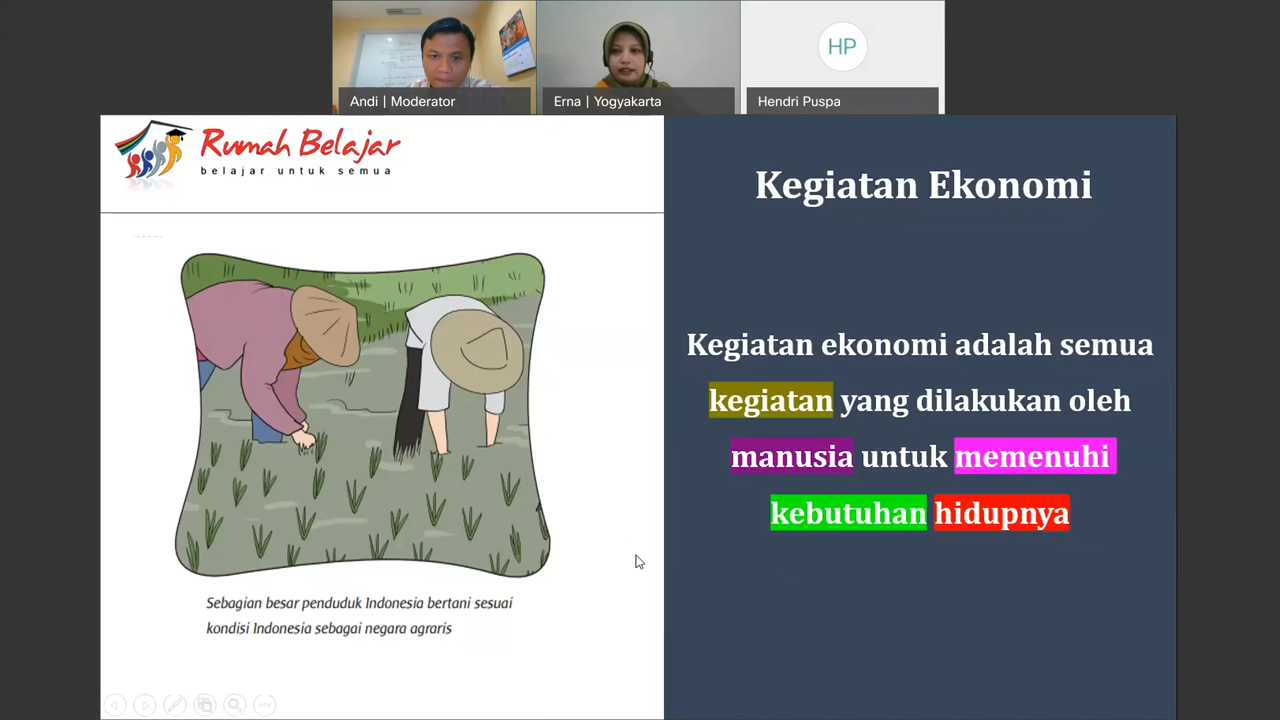 Andi | Moderator
Erna | Yogyakarta
HP
Hendri Puspa
Rumah Belajar
belajar untuk semua
Sebagian besar penduduk Indonesia bertani sesuai
kondisi Indonesia sebagai negara agraris
Kegiatan Ekonomi
Kegiatan ekonomi adalah semua
kegiatan yang dilakukan oleh
manusia untuk memenuhi
kebutuhan hidupnya